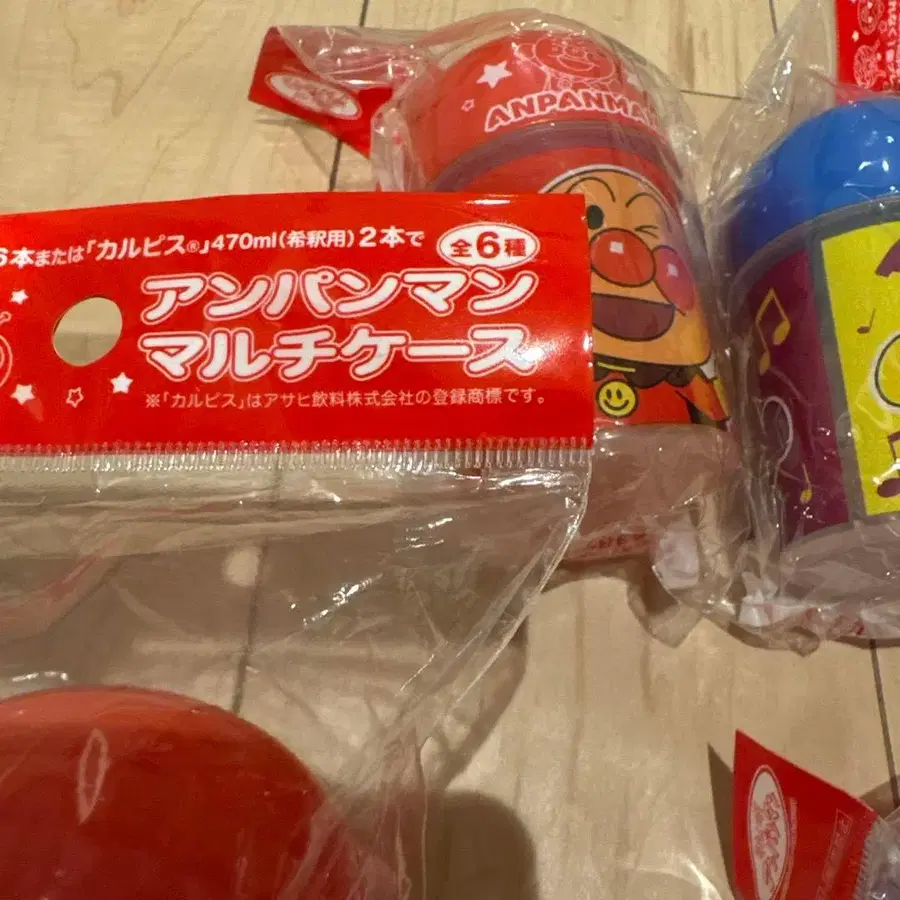 ANPANMAN
6本または「カルピス®」470ml(希釈用)2本で
全6種
アンパンマン
マルチケース
※「カルピス」はアサヒ飲料株式会社の登録商標です。